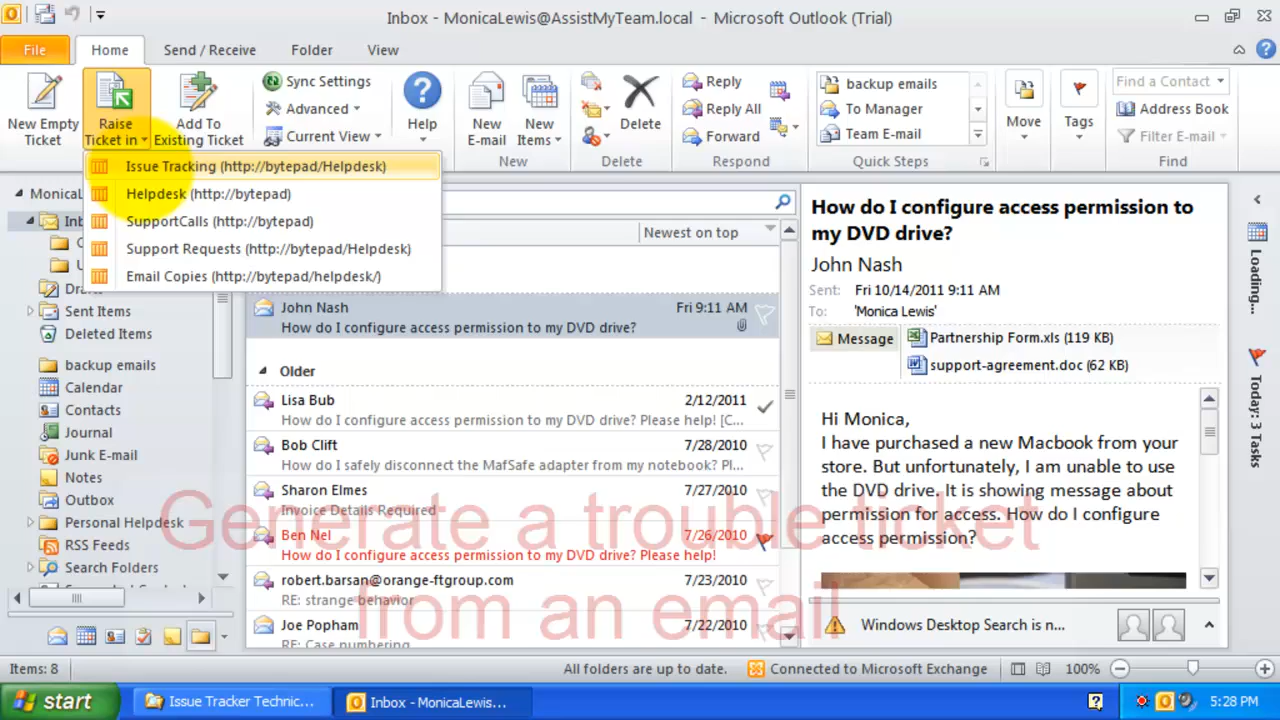 Inbox - MonicaLewis@AssistMyTeam.local - Microsoft Outlook (Trial)
File Home Send / Receive Folder View
New Empty Ticket
Raise Ticket in
Add To Existing Ticket
Sync Settings
Advanced
Current View
Help
New E-mail
New Items
New
Delete
Delete
Reply
Reply All
Forward
Respond
backup emails
To Manager
Team E-mail
Quick Steps
Move
Tags
Find a Contact
Address Book
Filter E-mail
Find
Issue Tracking (http://bytepad/Helpdesk)
Helpdesk (http://bytepad)
SupportCalls (http://bytepad)
Support Requests (http://bytepad/Helpdesk)
Email Copies (http://bytepad/helpdesk/)
Sent Items
Deleted Items
backup emails
Calendar
Contacts
Journal
Junk E-mail
Notes
Outbox
Personal Helpdesk
RSS Feeds
Search Folders
Newest on top
John Nash Fri 9:11 AM
How do I configure access permission to my DVD drive?
Older
Lisa Bub 2/12/2011
How do I configure access permission to my DVD drive? Please help! [C...
Bob Clift 7/28/2010
How do I safely disconnect the MafSafe adapter from my notebook? Pl...
Sharon Elmes 7/27/2010
Invoice Details Required
Ben Nel 7/26/2010
How do I configure access permission to my DVD drive? Please help!
robert.barsan@orange-ftgroup.com 7/23/2010
RE: strange behavior
Joe Popham 7/22/2010
RE: Case numbering
How do I configure access permission to
my DVD drive?
John Nash
Sent: Fri 10/14/2011 9:11 AM
To: 'Monica Lewis'
Message
Partnership Form.xls (119 KB)
support-agreement.doc (62 KB)
Hi Monica,
I have purchased a new Macbook from your
store. But unfortunately, I am unable to use
the DVD drive. It is showing message about
permission for access. How do I configure
access permission?
Windows Desktop Search is n...
Loading....
Today: 3 Tasks
Generate a trouble ticket
from an email
Items: 8
All folders are up to date.
Connected to Microsoft Exchange
100%
start
Issue Tracker Technic...
Inbox - MonicaLewis...
5:28 PM